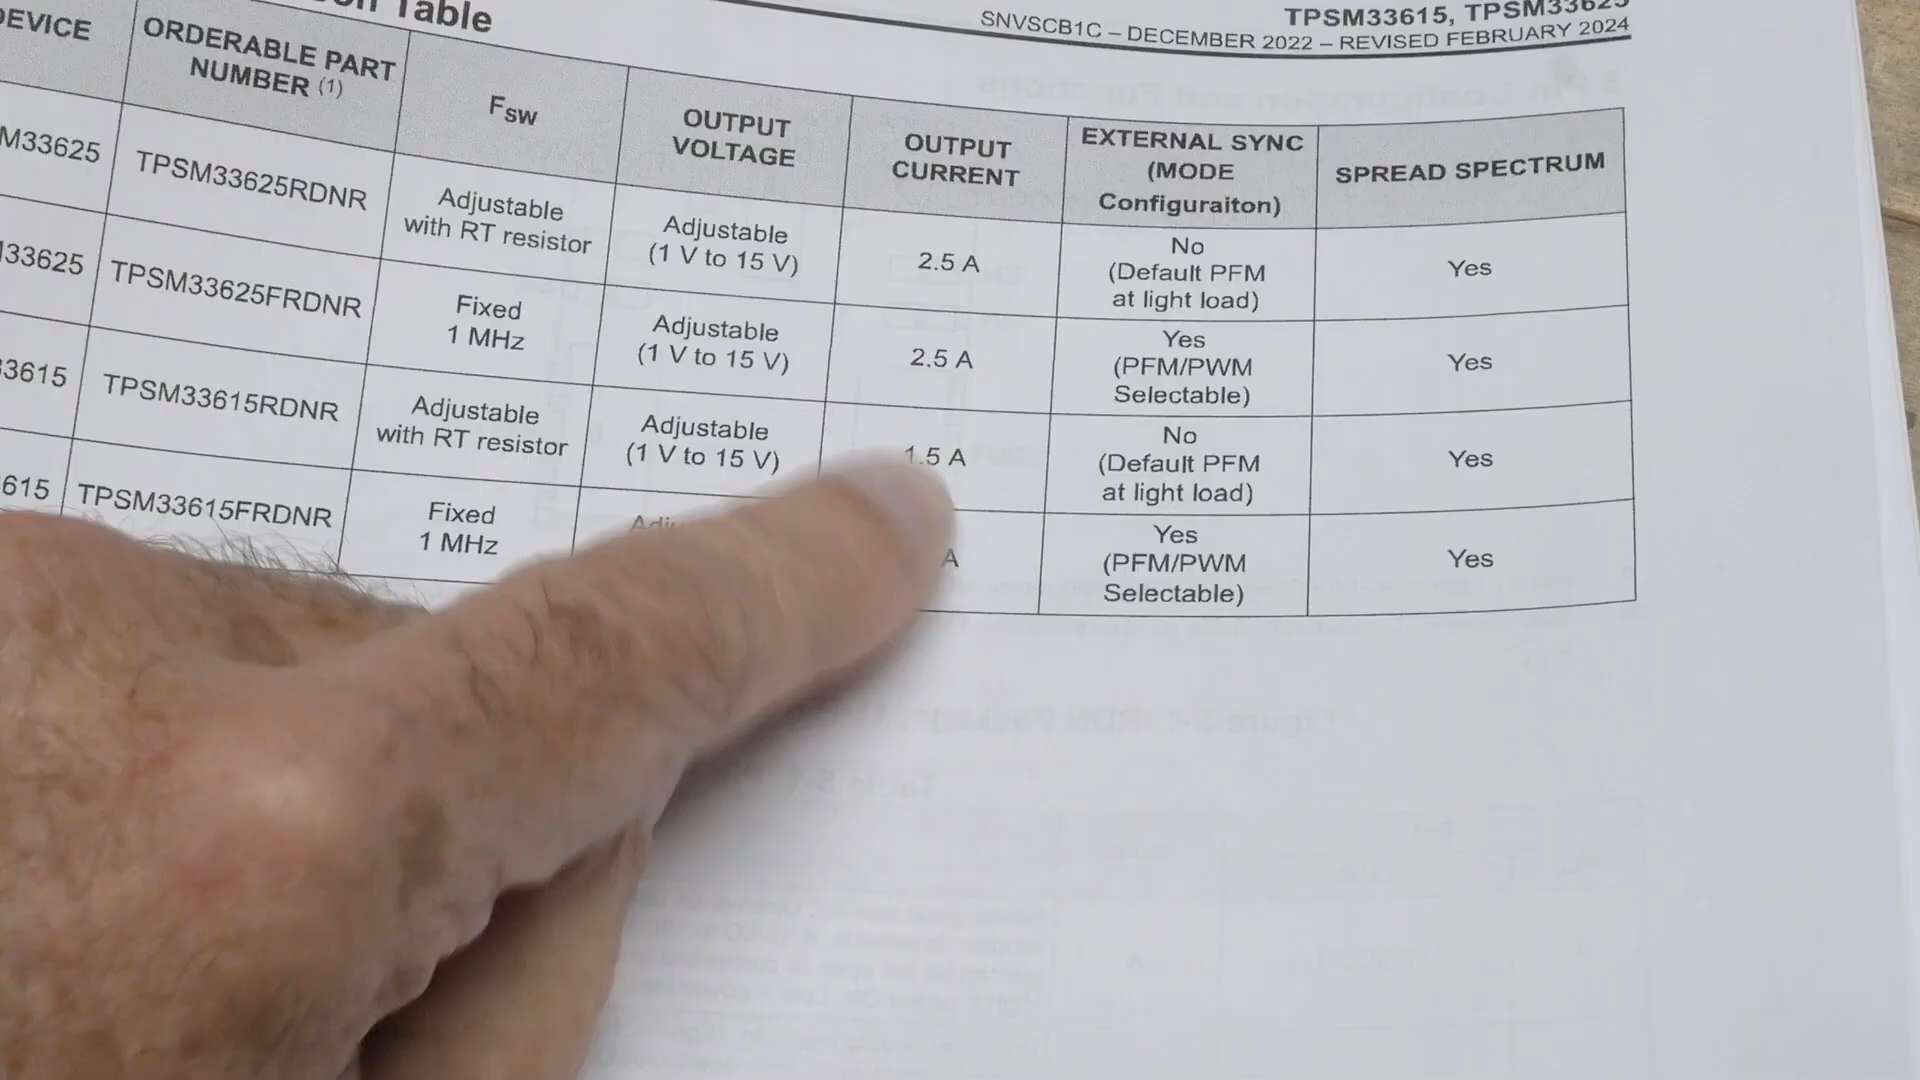 Table
TPSM33615, TPSM33625
SNVSCB1C – DECEMBER 2022 – REVISED FEBRUARY 2024
EVICE
ORDERABLE PART
NUMBER (1)
FSW
OUTPUT
VOLTAGE
OUTPUT
CURRENT
EXTERNAL SYNC
(MODE
Configuraiton)
SPREAD SPECTRUM
M33625
TPSM33625RDNR
Adjustable
with RT resistor
Adjustable
(1 V to 15 V)
2.5 A
No
(Default PFM
at light load)
Yes
33625
TPSM33625FRDNR
Fixed
1 MHz
Adjustable
(1 V to 15 V)
2.5 A
Yes
(PFM/PWM
Selectable)
Yes
3615
TPSM33615RDNR
Adjustable
with RT resistor
Adjustable
(1 V to 15 V)
1.5 A
No
(Default PFM
at light load)
Yes
615
TPSM33615FRDNR
Fixed
1 MHz
A
Yes
(PFM/PWM
Selectable)
Yes